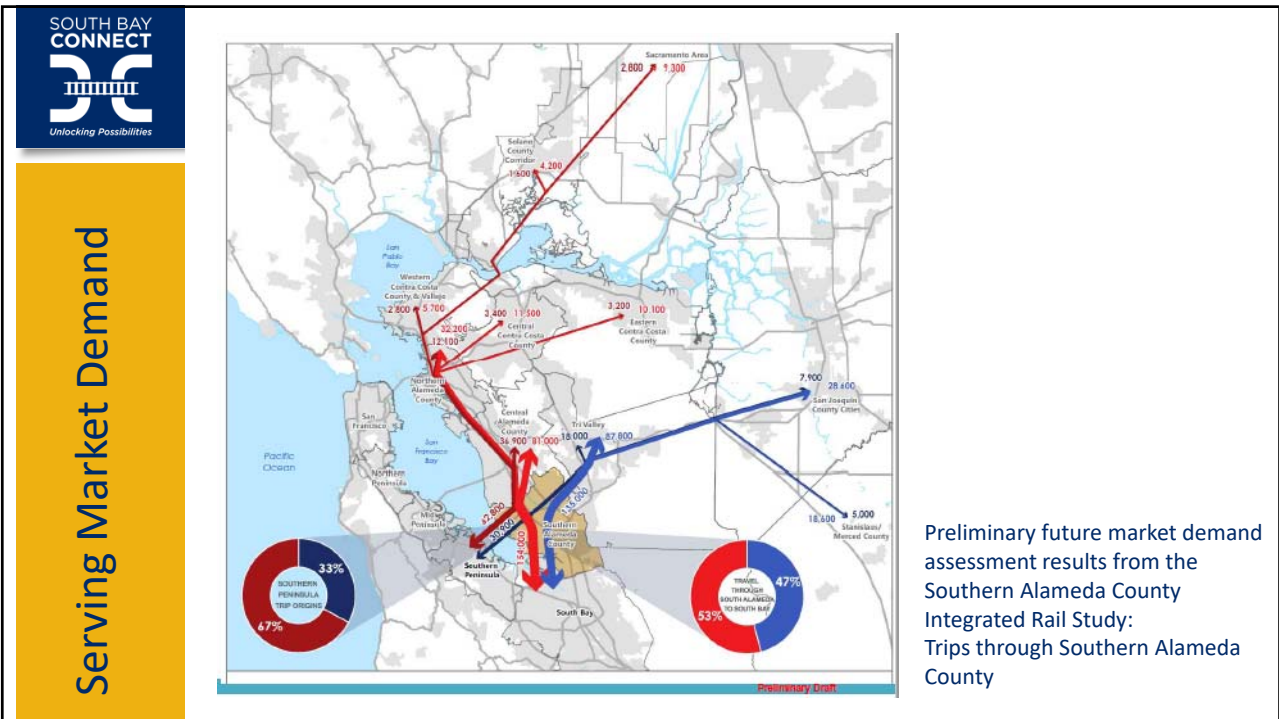 SOUTH BAY
CONNECT
Unlocking Possibilities
Serving Market Demand
Sacramento Area
2,800 9,300
Solano
County
Corridor
4,200
1,600
San
Pablo
Bay
Western
Contra Costa
County & Vallejo
2,800 5,700
32,200
12,100
3,400 11,500
Central
Contra Costa
County
3,200 10,100
Eastern
Contra Costa
County
Northern
Alameda
County
San
Francisco
San
Francisco
Bay
Pacific
Ocean
Northern
Peninsula
Central
Alameda
County
36,900 81,000
Tri Valley
18,000 87,800
7,900 28,600
San Joaquin
County Cities
5,000
18,600
Stanislaus/
Merced County
62,800
30,900
154,000
Southern
Alameda
County
Southern
Peninsula
South Bay
33%
SOUTHERN
PENINSULA
TRIP ORIGINS
67%
47%
TRAVEL
THROUGH
SOUTH ALAMEDA
TO SOUTH BAY
53%
Preliminary Draft
Preliminary future market demand
assessment results from the
Southern Alameda County
Integrated Rail Study:
Trips through Southern Alameda
County